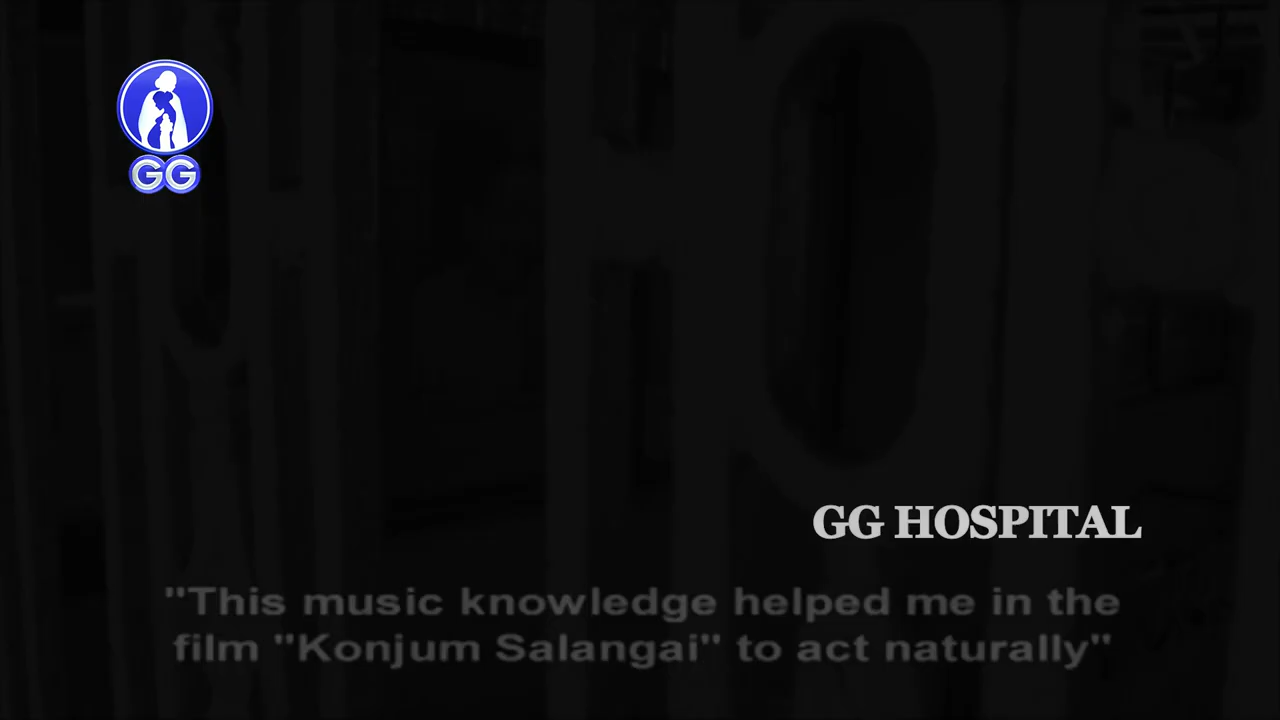 GG
GG HOSPITAL
"This music knowledge helped me in the
film "Konjum Salangai" to act naturally"